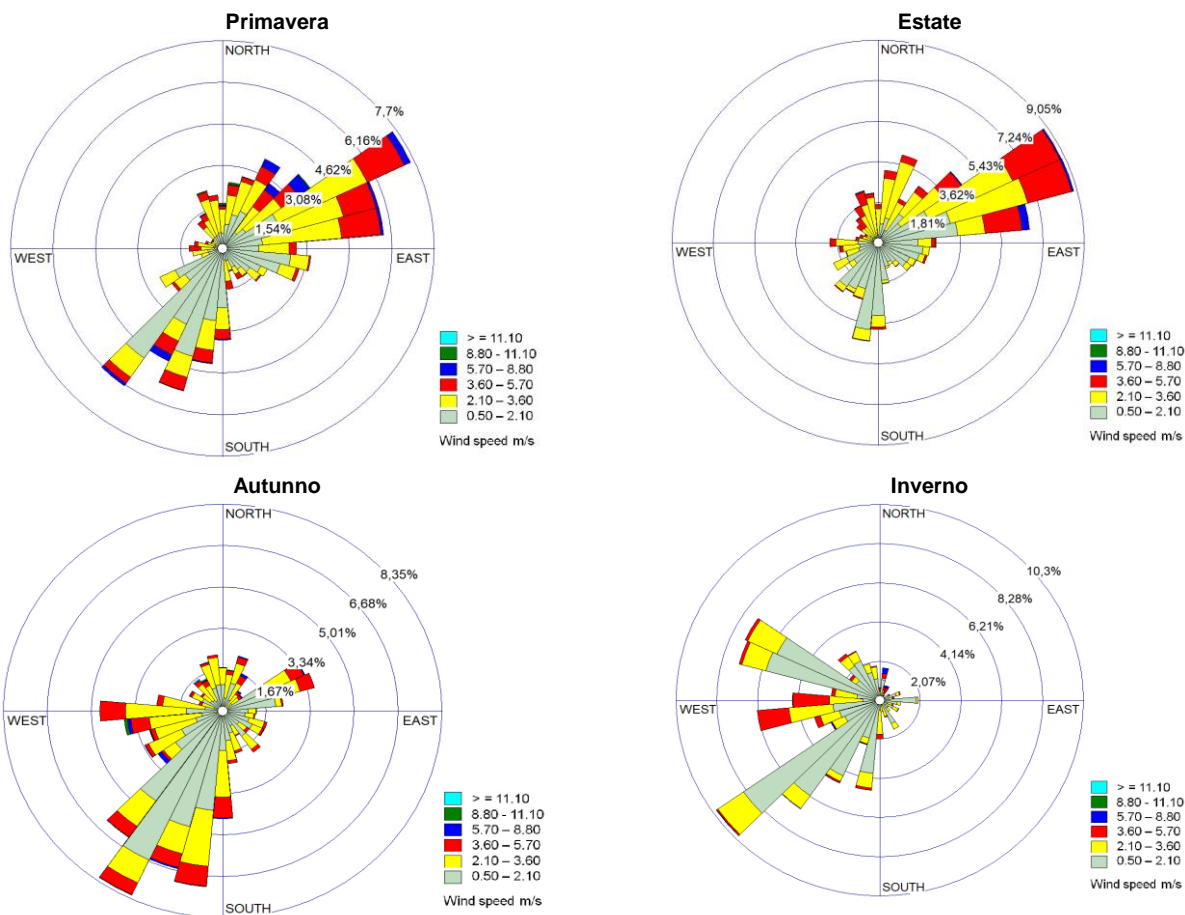 Primavera
NORTH
7,7%
6,16%
4,62%
3,08%
1,54%
WEST
EAST
SOUTH
> = 11.10
8.80 - 11.10
5.70 – 8.80
3.60 – 5.70
2.10 – 3.60
0.50 – 2.10
Wind speed m/s
Estate
NORTH
9,05%
7,24%
5,43%
3,62%
1,81%
WEST
EAST
SOUTH
> = 11.10
8.80 - 11.10
5.70 – 8.80
3.60 – 5.70
2.10 – 3.60
0.50 – 2.10
Wind speed m/s
Autunno
NORTH
8,35%
6,68%
5,01%
3,34%
1,67%
WEST
EAST
SOUTH
> = 11.10
8.80 - 11.10
5.70 – 8.80
3.60 – 5.70
2.10 – 3.60
0.50 – 2.10
Wind speed m/s
Inverno
NORTH
10,3%
8,28%
6,21%
4,14%
2,07%
WEST
EAST
SOUTH
> = 11.10
8.80 - 11.10
5.70 – 8.80
3.60 – 5.70
2.10 – 3.60
0.50 – 2.10
Wind speed m/s